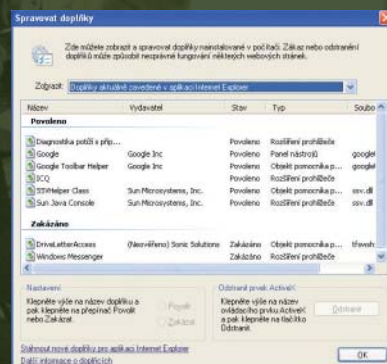 Spravovat doplňky
Zde můžete zobrazit a spravovat doplňky nainstalované v počítači. Zákaz nebo odstranění
doplňků může způsobit nesprávné fungování některých webových stránek.
Zobrazit: Doplňky aktuálně zavedené v aplikaci Internet Explorer
Název Vydavatel Stav Typ Soubo
Povoleno
Diagnostika potíží s přip... Povoleno Rozšíření prohlížeče
Google Google Inc Povoleno Panel nástrojů google
Google Toolbar Helper Google Inc Povoleno Objekt pomocníka p... google
ICQ Povoleno Rozšíření prohlížeče
SSVHelper Class Sun Microsystems, Inc. Povoleno Objekt pomocníka p... ssv.dl
Sun Java Console Sun Microsystems, Inc. Povoleno Rozšíření prohlížeče ssv.dl
Zakázáno
DriveLetterAccess (Neověřeno) Sonic Solutions Zakázáno Objekt pomocníka p... tfswsh
Windows Messenger Zakázáno Rozšíření prohlížeče
Nastavení
Klepněte výše na název doplňku a
pak klepněte na přepínač Povolit
nebo Zakázat.
Povolit
Zakázat
Odstranit prvek ActiveX
Klepněte výše na název
ovládacího prvku ActiveX
a pak klepněte na tlačítko
Odstranit.
Odstranit
Stáhnout nové doplňky pro aplikaci Internet Explorer
Další informace o doplňcích
OK